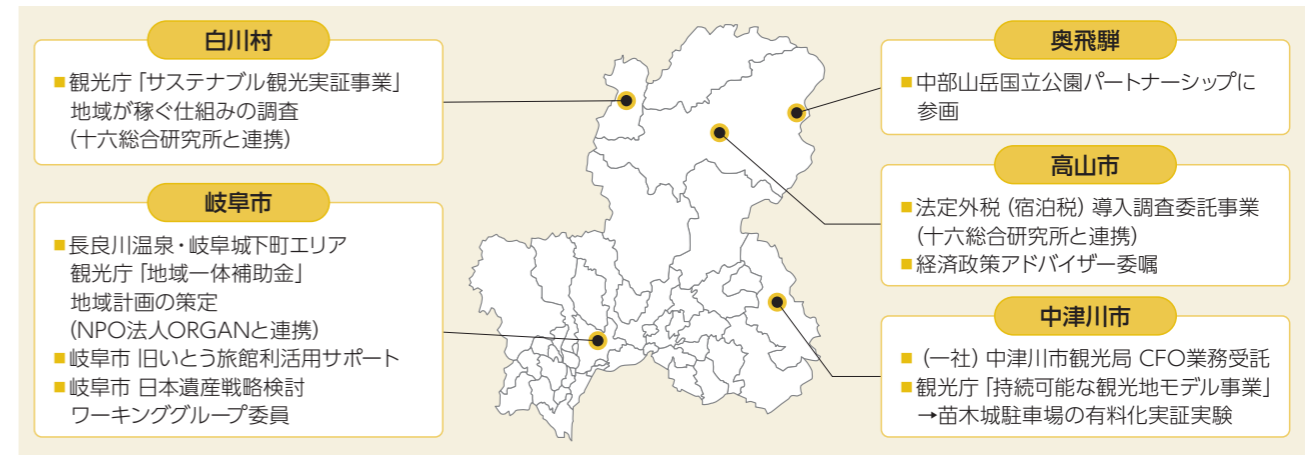 白川村
■観光庁「サステナブル観光実証事業」
地域が稼ぐ仕組みの調査
(十六総合研究所と連携)
岐阜市
■長良川温泉・岐阜城下町エリア
観光庁「地域一体補助金」
地域計画の策定
(NPO法人ORGANと連携)
■岐阜市 旧いとう旅館利活用サポート
■岐阜市 日本遺産戦略検討
ワーキンググループ委員
奥飛騨
■中部山岳国立公園パートナーシップに
参画
高山市
■法定外税(宿泊税)導入調査委託事業
(十六総合研究所と連携)
■経済政策アドバイザー委嘱
中津川市
■(一社)中津川市観光局 CFO業務受託
■観光庁「持続可能な観光地モデル事業」
→苗木城駐車場の有料化実証実験